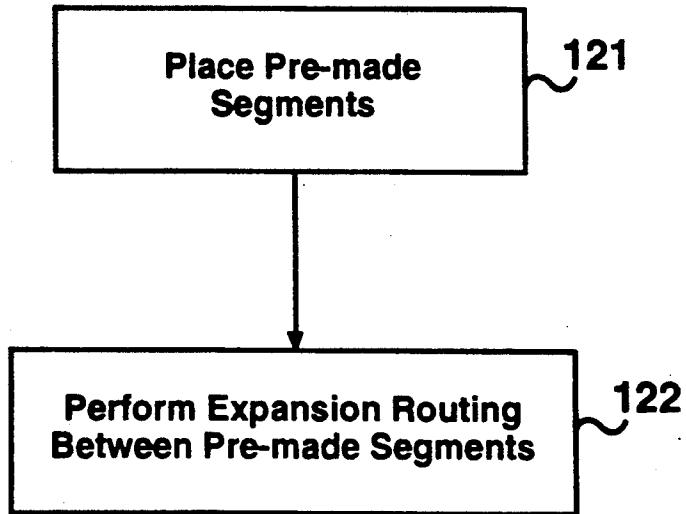 Place Pre-made
Segments
121
Perform Expansion Routing
Between Pre-made Segments
122